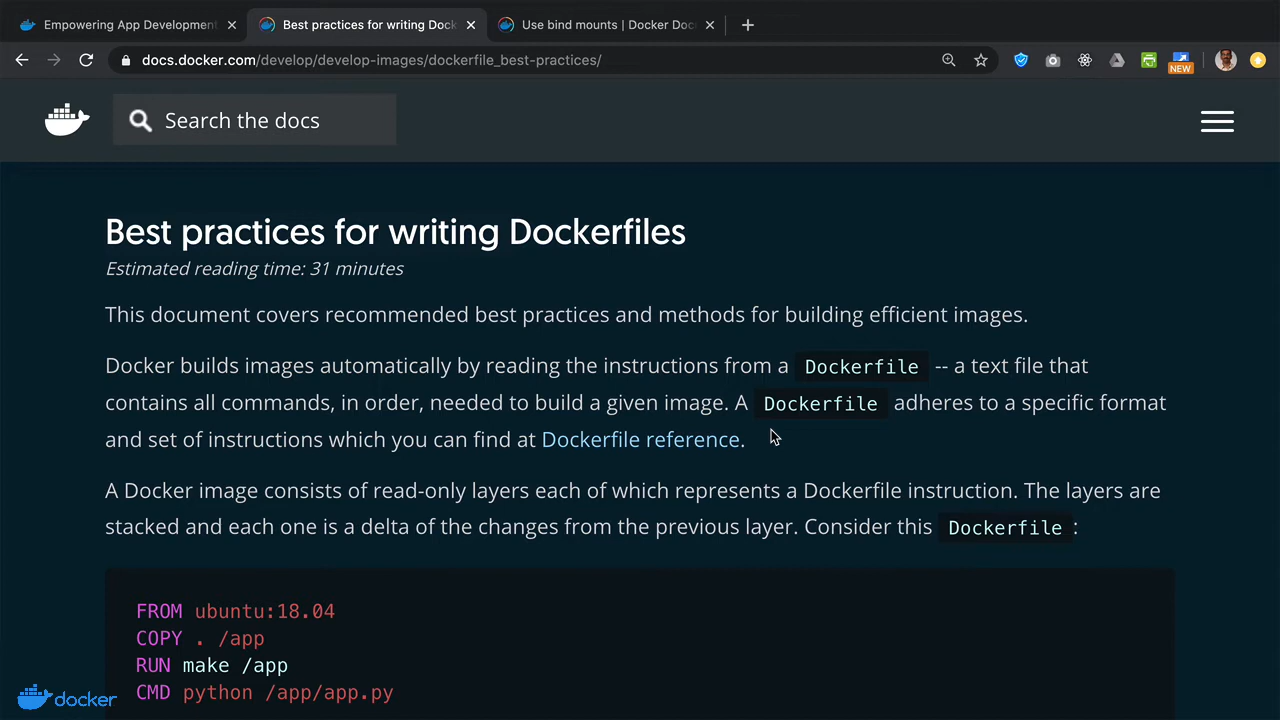 Empowering App Development
Best practices for writing Dock
Use bind mounts | Docker Doc
docs.docker.com/develop/develop-images/dockerfile_best-practices/
NEW
Search the docs
Best practices for writing Dockerfiles
Estimated reading time: 31 minutes
This document covers recommended best practices and methods for building efficient images.
Docker builds images automatically by reading the instructions from a Dockerfile -- a text file that
contains all commands, in order, needed to build a given image. A Dockerfile adheres to a specific format
and set of instructions which you can find at Dockerfile reference.
A Docker image consists of read-only layers each of which represents a Dockerfile instruction. The layers are
stacked and each one is a delta of the changes from the previous layer. Consider this Dockerfile :
FROM ubuntu:18.04
COPY . /app
RUN make /app
CMD python /app/app.py
docker